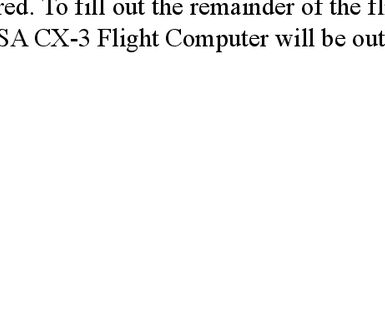 red. To fill out the remainder of the fl
SA CX-3 Flight Computer will be out